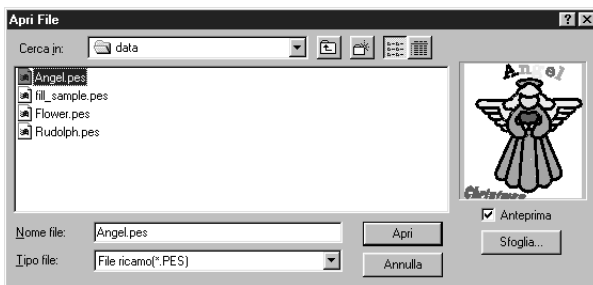 Apri File
Cerca in: data
Angel.pes
fill_sample.pes
Flower.pes
Rudolph.pes
Angel
Christmas
Anteprima
Nome file: Angel.pes Apri Sfoglia...
Tipo file: File ricamo(*.PES) Annulla